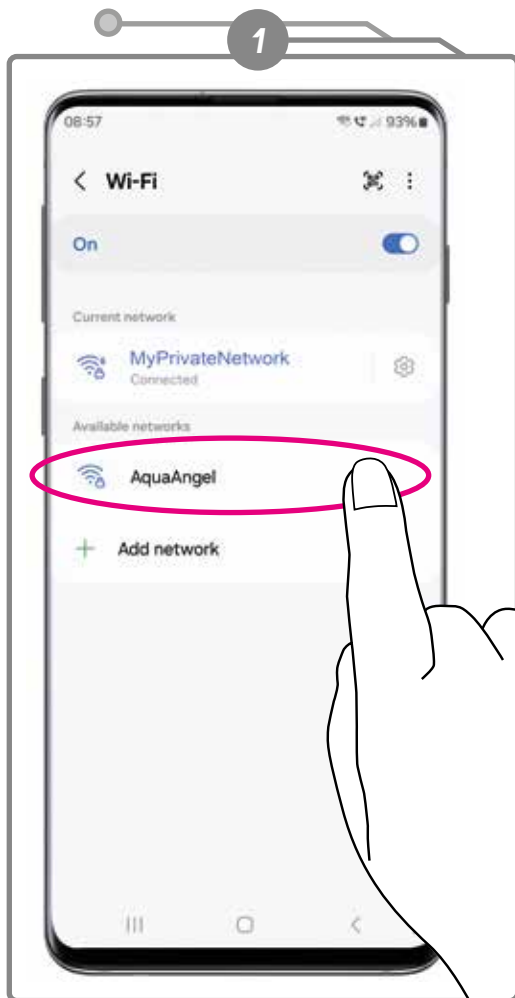 1
08:57 93%
Wi-Fi
On
Current network
MyPrivateNetwork
Connected
Available networks
AquaAngel
Add network